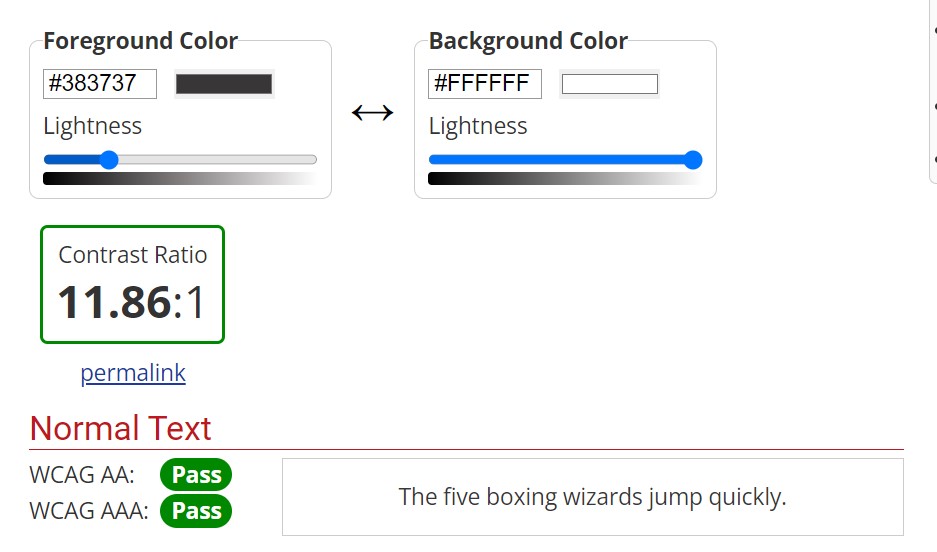 Foreground Color
Background Color
#383737
#FFFFFF
Lightness
Lightness
Contrast Ratio
11.86:1
permalink
Normal Text
WCAG AA: Pass
WCAG AAA: Pass
The five boxing wizards jump quickly.